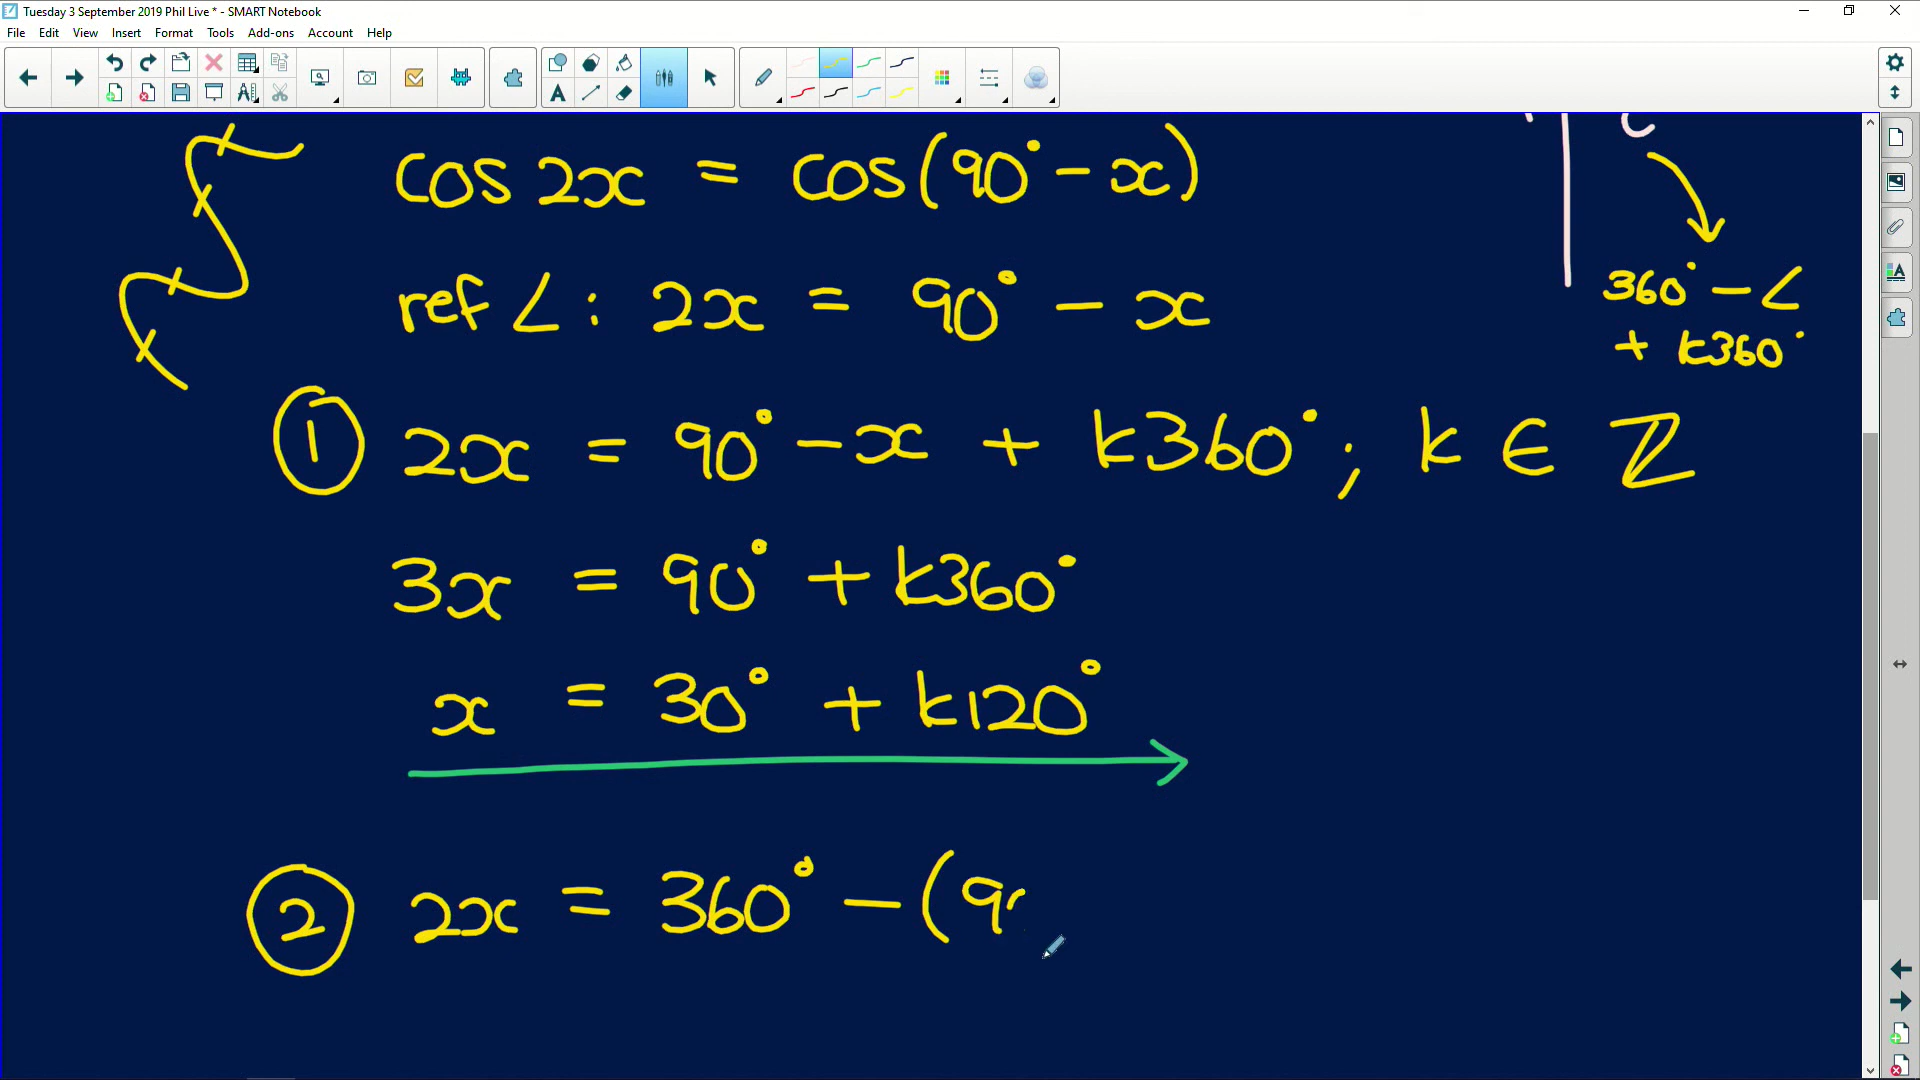 Tuesday 3 September 2019 Phil Live * - SMART Notebook
File Edit View Insert Format Tools Add-ons Account Help
cos 2x = cos(90° - x)
ref ∠ : 2x = 90° - x
360° - ∠
+ k360°
1 2x = 90° - x + k360° ; k ∈ ℤ
3x = 90° + k360°
x = 30° + k120°
2 2x = 360° - (9